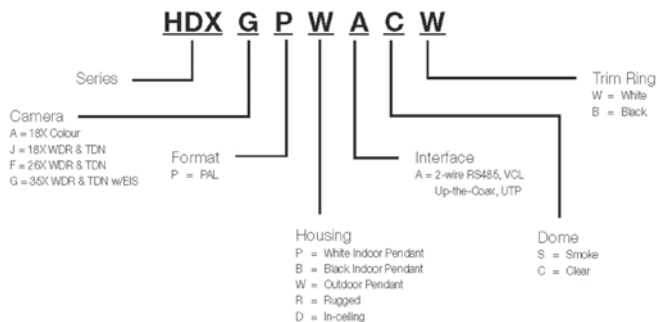 HDX G P W A C W
Series
Camera
A = 18X Colour
J = 18X WDR & TDN
F = 26X WDR & TDN
G = 35X WDR & TDN w/EIS
Format
P = PAL
Housing
P = White Indoor Pendant
B = Black Indoor Pendant
W = Outdoor Pendant
R = Rugged
D = In-ceiling
Interface
A = 2-wire RS485, VCL
Up-the-Coax, UTP
Dome
S = Smoke
C = Clear
Trim Ring
W = White
B = Black